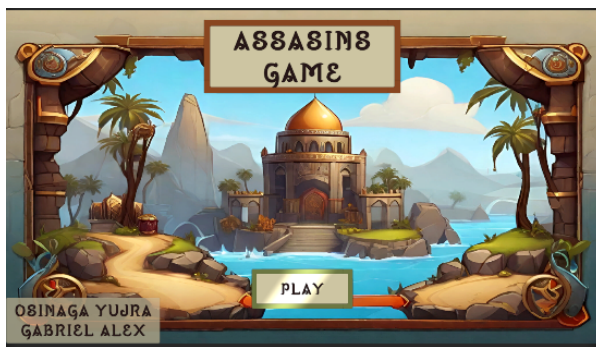 ASSASINS
GAME
PLAY
OSINAGA YUJRA
GABRIEL ALEX